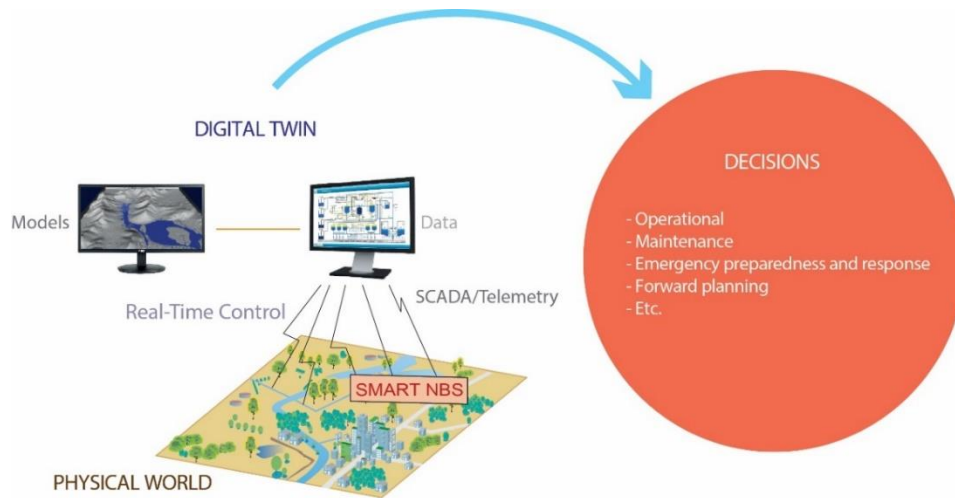 DIGITAL TWIN
Models
Data
Real-Time Control
SCADA/Telemetry
SMART NBS
PHYSICAL WORLD
DECISIONS
- Operational
- Maintenance
- Emergency preparedness and response
- Forward planning
- Etc.